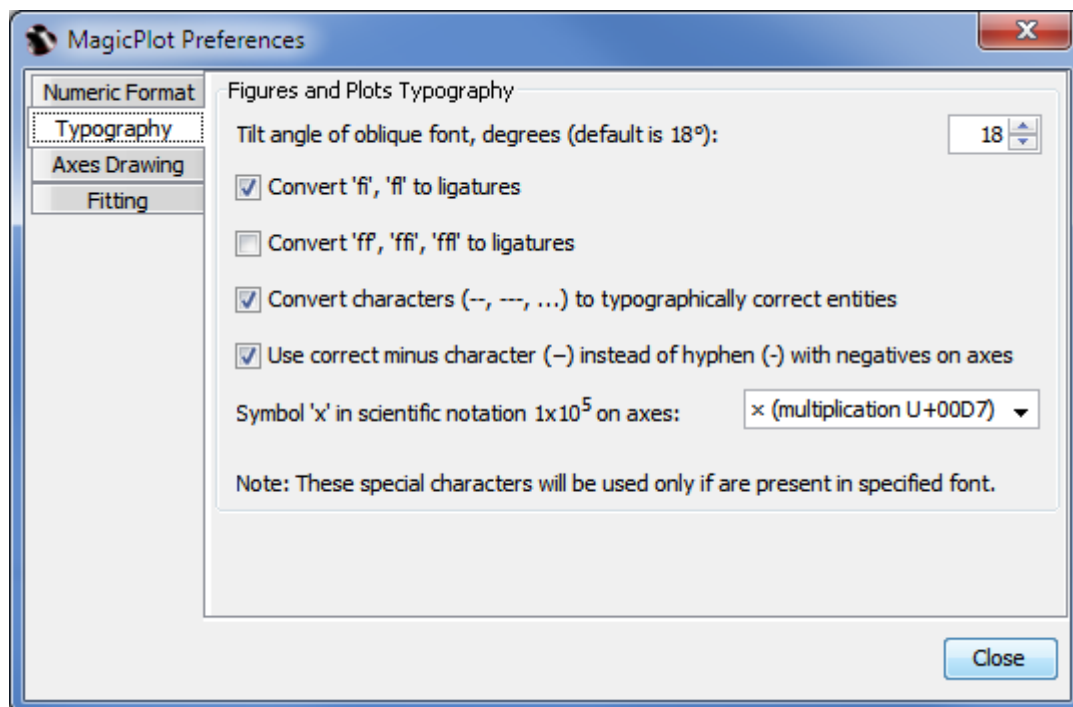 MagicPlot Preferences
Numeric Format
Typography
Axes Drawing
Fitting
Figures and Plots Typography
Tilt angle of oblique font, degrees (default is 18°): 18
Convert 'fi', 'fl' to ligatures
Convert 'ff', 'ffi', 'ffl' to ligatures
Convert characters (--, ---, ...) to typographically correct entities
Use correct minus character (−) instead of hyphen (-) with negatives on axes
Symbol 'x' in scientific notation 1x10⁵ on axes: × (multiplication U+00D7)
Note: These special characters will be used only if are present in specified font.
Close